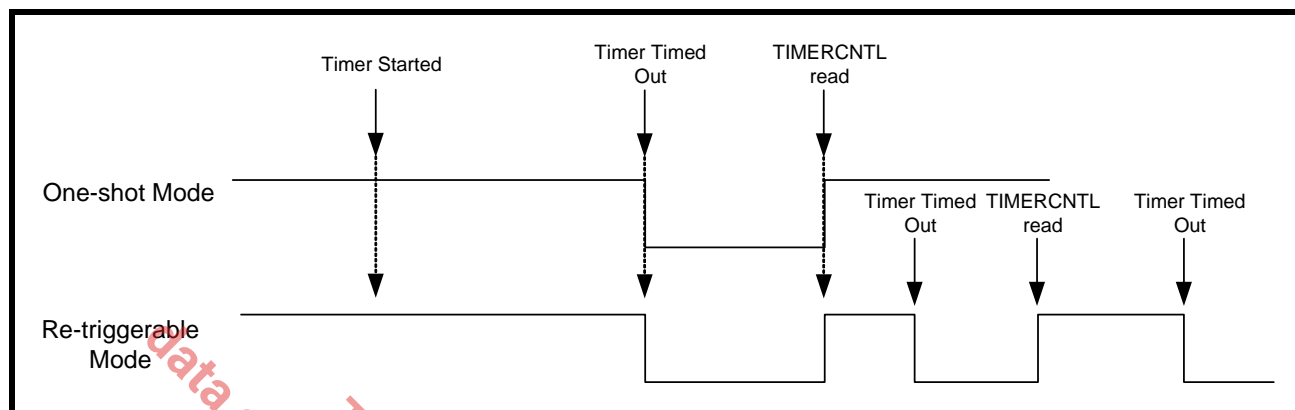 Timer Started
Timer Timed
Out
TIMERCNTL
read
One-shot Mode
Timer Timed
Out
TIMERCNTL
read
Timer Timed
Out
Re-triggerable
Mode
data